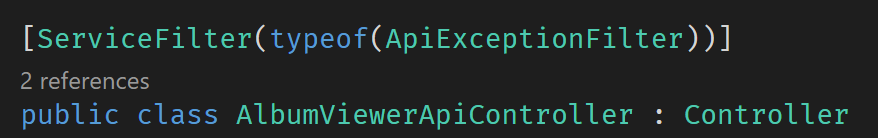 [ServiceFilter(typeof(ApiExceptionFilter))]
2 references
public class AlbumViewerApiController : Controller